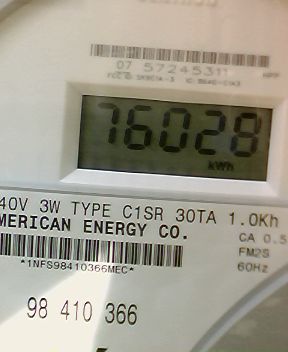 07 57245311
76028
kWh
40V 3W TYPE C1SR 30TA 1.0Kh
MERICAN ENERGY CO.
CA 0.5
FM2S
60Hz
*1NFS98410366MEC*
98 410 366